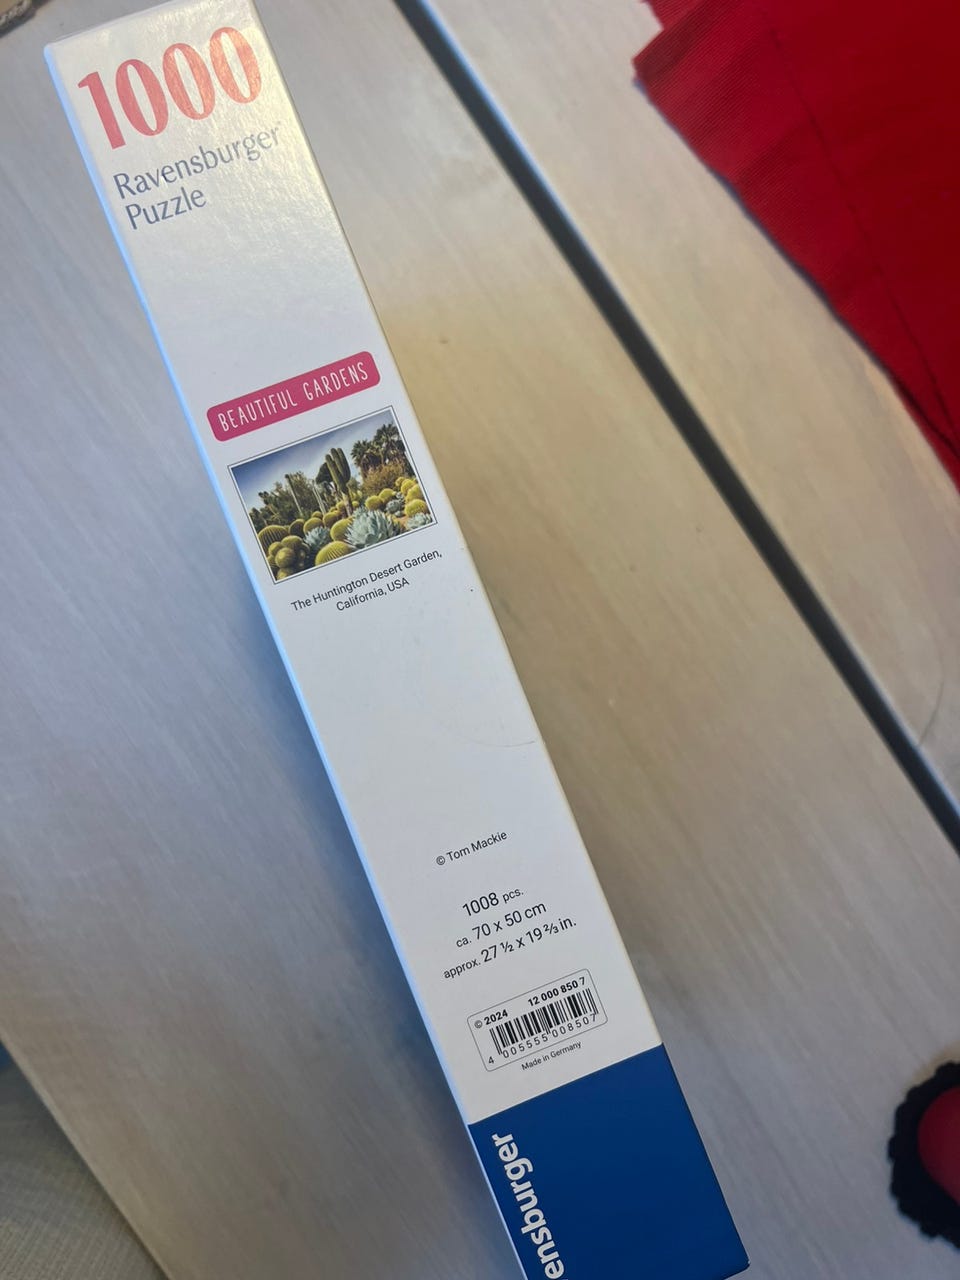 1000
Ravensburger
Puzzle
BEAUTIFUL GARDENS
The Huntington Desert Garden,
California, USA
© Tom Mackie
1008 pcs.
ca. 70 x 50 cm
approx. 27 ½ x 19 ⅔ in.
© 2024 12 000 850 7
4 005555 008507
Made in Germany
ensburger